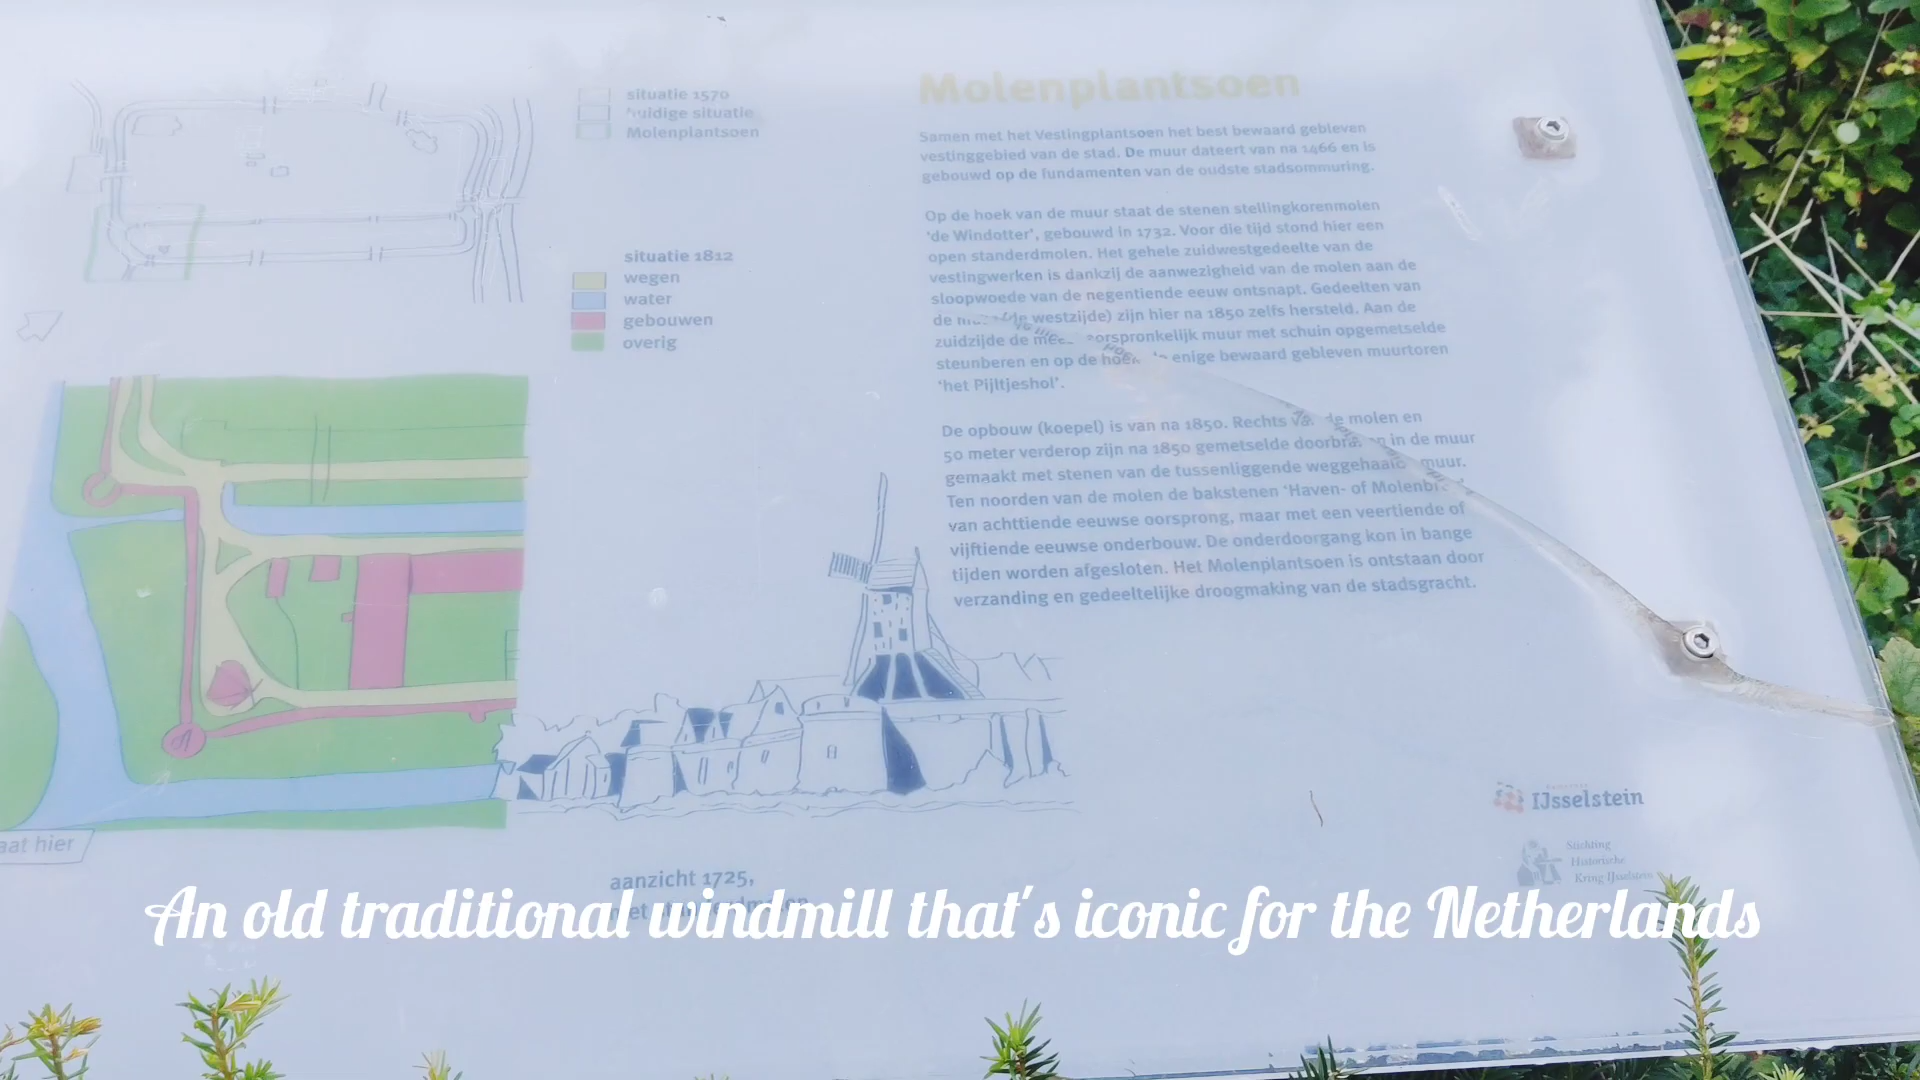 situatie 1570
huidige situatie
Molenplantsoen
situatie 1812
wegen
water
gebouwen
overig
aat hier
aanzicht 1725,
Molenplantsoen
Samen met het Vestingplantsoen het best bewaard gebleven
vestinggebied van de stad. De muur dateert van na 1466 en is
gebouwd op de fundamenten van de oudste stadsommuring.
Op de hoek van de muur staat de stenen stellingkorenmolen
'de Windotter', gebouwd in 1732. Voor die tijd stond hier een
open standerdmolen. Het gehele zuidwestgedeelte van de
vestingwerken is dankzij de aanwezigheid van de molen aan de
sloopwoede van de negentiende eeuw ontsnapt. Gedeelten van
de (de westzijde) zijn hier na 1850 zelfs hersteld. Aan de
zuidzijde de muur met schuin opgemetselde
steunberen en op de enige bewaard gebleven muurtoren
'het Pijltjeshol'.
De opbouw (koepel) is van na 1850. Rechts de molen en
50 meter verderop zijn na 1850 gemetselde in de muur
gemaakt met stenen van de tussenliggende muur.
Ten noorden van de molen de bakstenen 'Haven- of
van achttiende eeuwse oorsprong, maar met een veertiende of
vijftiende eeuwse onderbouw. De onderdoorgang kon in bange
tijden worden afgesloten. Het Molenplantsoen is ontstaan door
verzanding en gedeeltelijke droogmaking van de stadsgracht.
IJsselstein
Stichting
Historische
Kring IJsselstein
An old traditional windmill that's iconic for the Netherlands